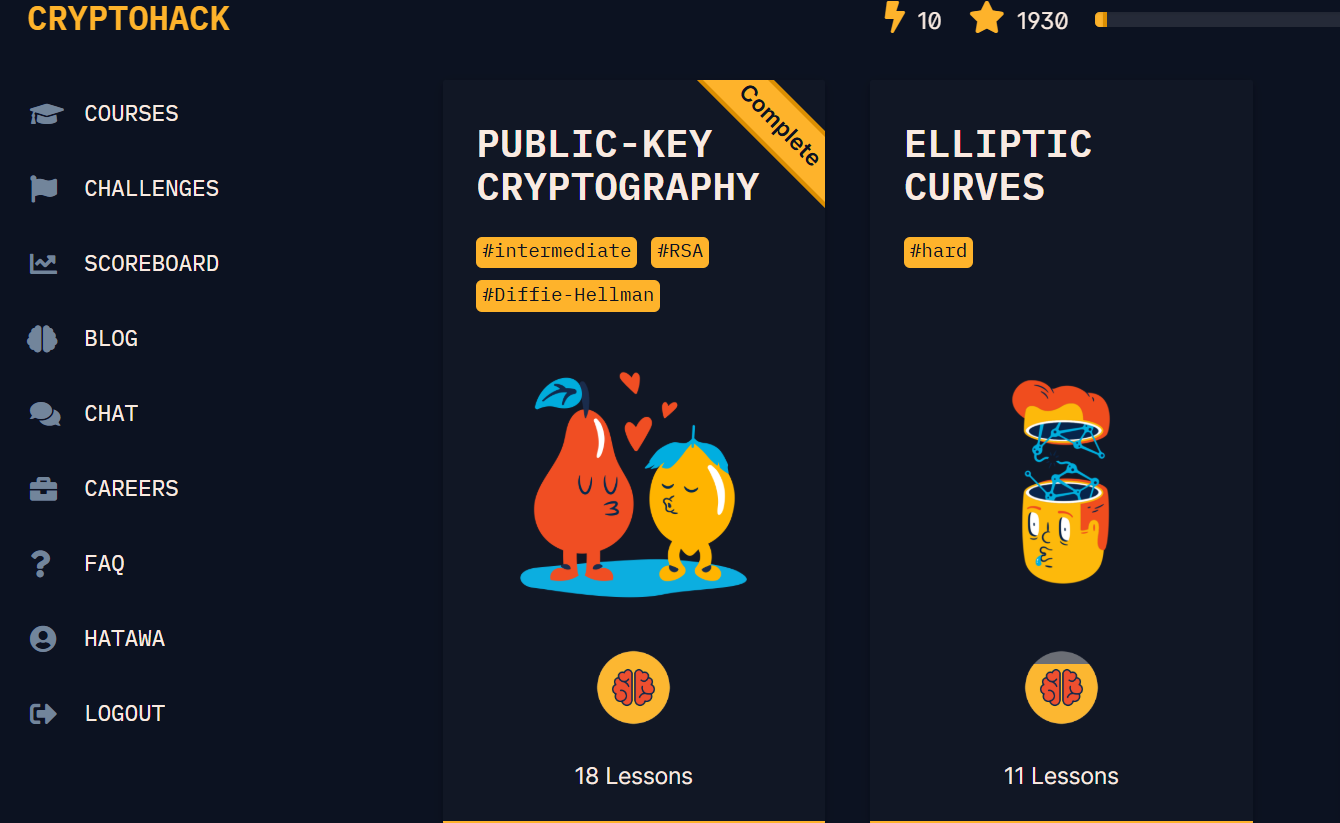 CRYPTOHACK
10
1930
COURSES
CHALLENGES
SCOREBOARD
BLOG
CHAT
CAREERS
FAQ
HATAWA
LOGOUT
Complete
PUBLIC-KEY
CRYPTOGRAPHY
#intermediate #RSA
#Diffie-Hellman
18 Lessons
ELLIPTIC
CURVES
#hard
11 Lessons